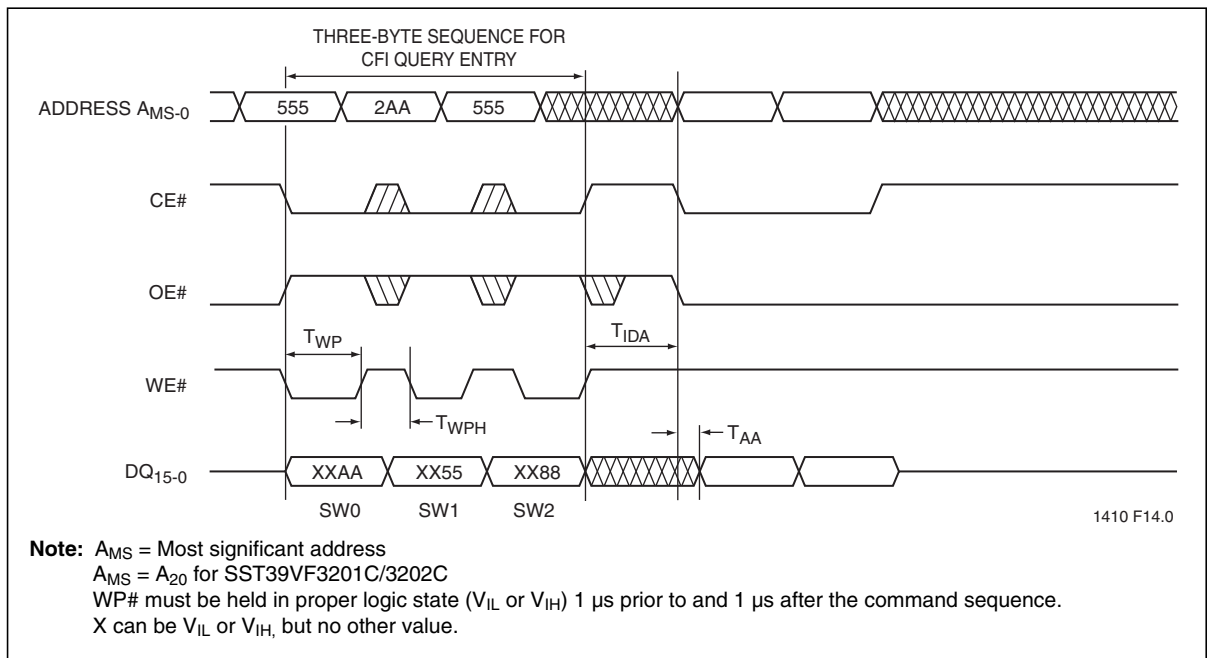 THREE-BYTE SEQUENCE FOR
CFI QUERY ENTRY
ADDRESS AMS-0
555 2AA 555
CE#
OE#
TWP
TIDA
WE#
TWPH
TAA
DQ15-0
XXAA XX55 XX88
SW0 SW1 SW2
1410 F14.0
Note: AMS = Most significant address
AMS = A20 for SST39VF3201C/3202C
WP# must be held in proper logic state (VIL or VIH) 1 µs prior to and 1 µs after the command sequence.
X can be VIL or VIH, but no other value.